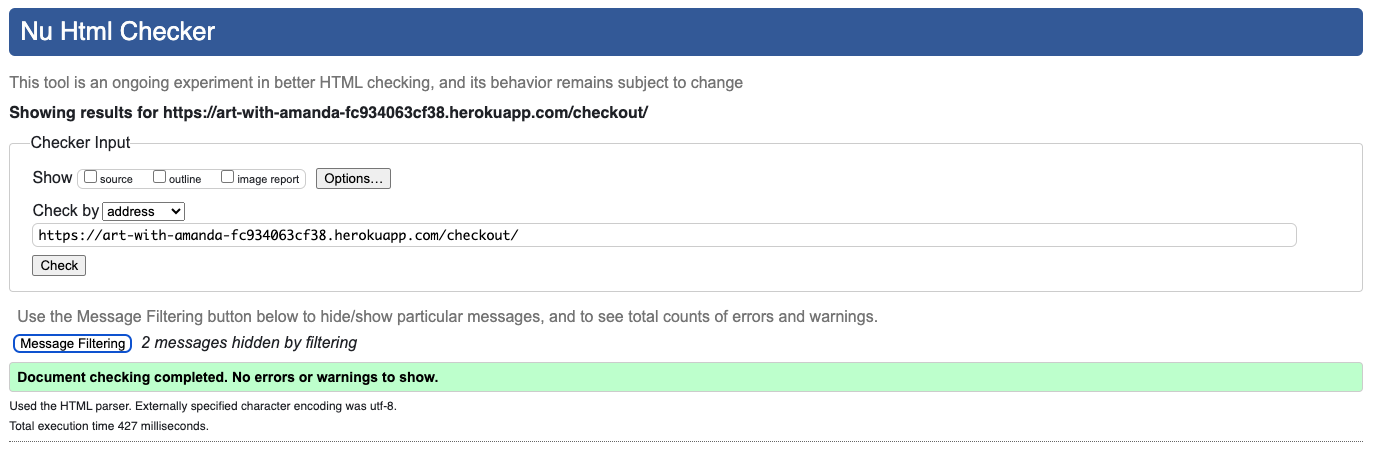 Nu Html Checker
This tool is an ongoing experiment in better HTML checking, and its behavior remains subject to change
Showing results for https://art-with-amanda-fc934063cf38.herokuapp.com/checkout/
Checker Input
Show source outline image report Options...
Check by address
https://art-with-amanda-fc934063cf38.herokuapp.com/checkout/
Check
Use the Message Filtering button below to hide/show particular messages, and to see total counts of errors and warnings.
Message Filtering 2 messages hidden by filtering
Document checking completed. No errors or warnings to show.
Used the HTML parser. Externally specified character encoding was utf-8.
Total execution time 427 milliseconds.